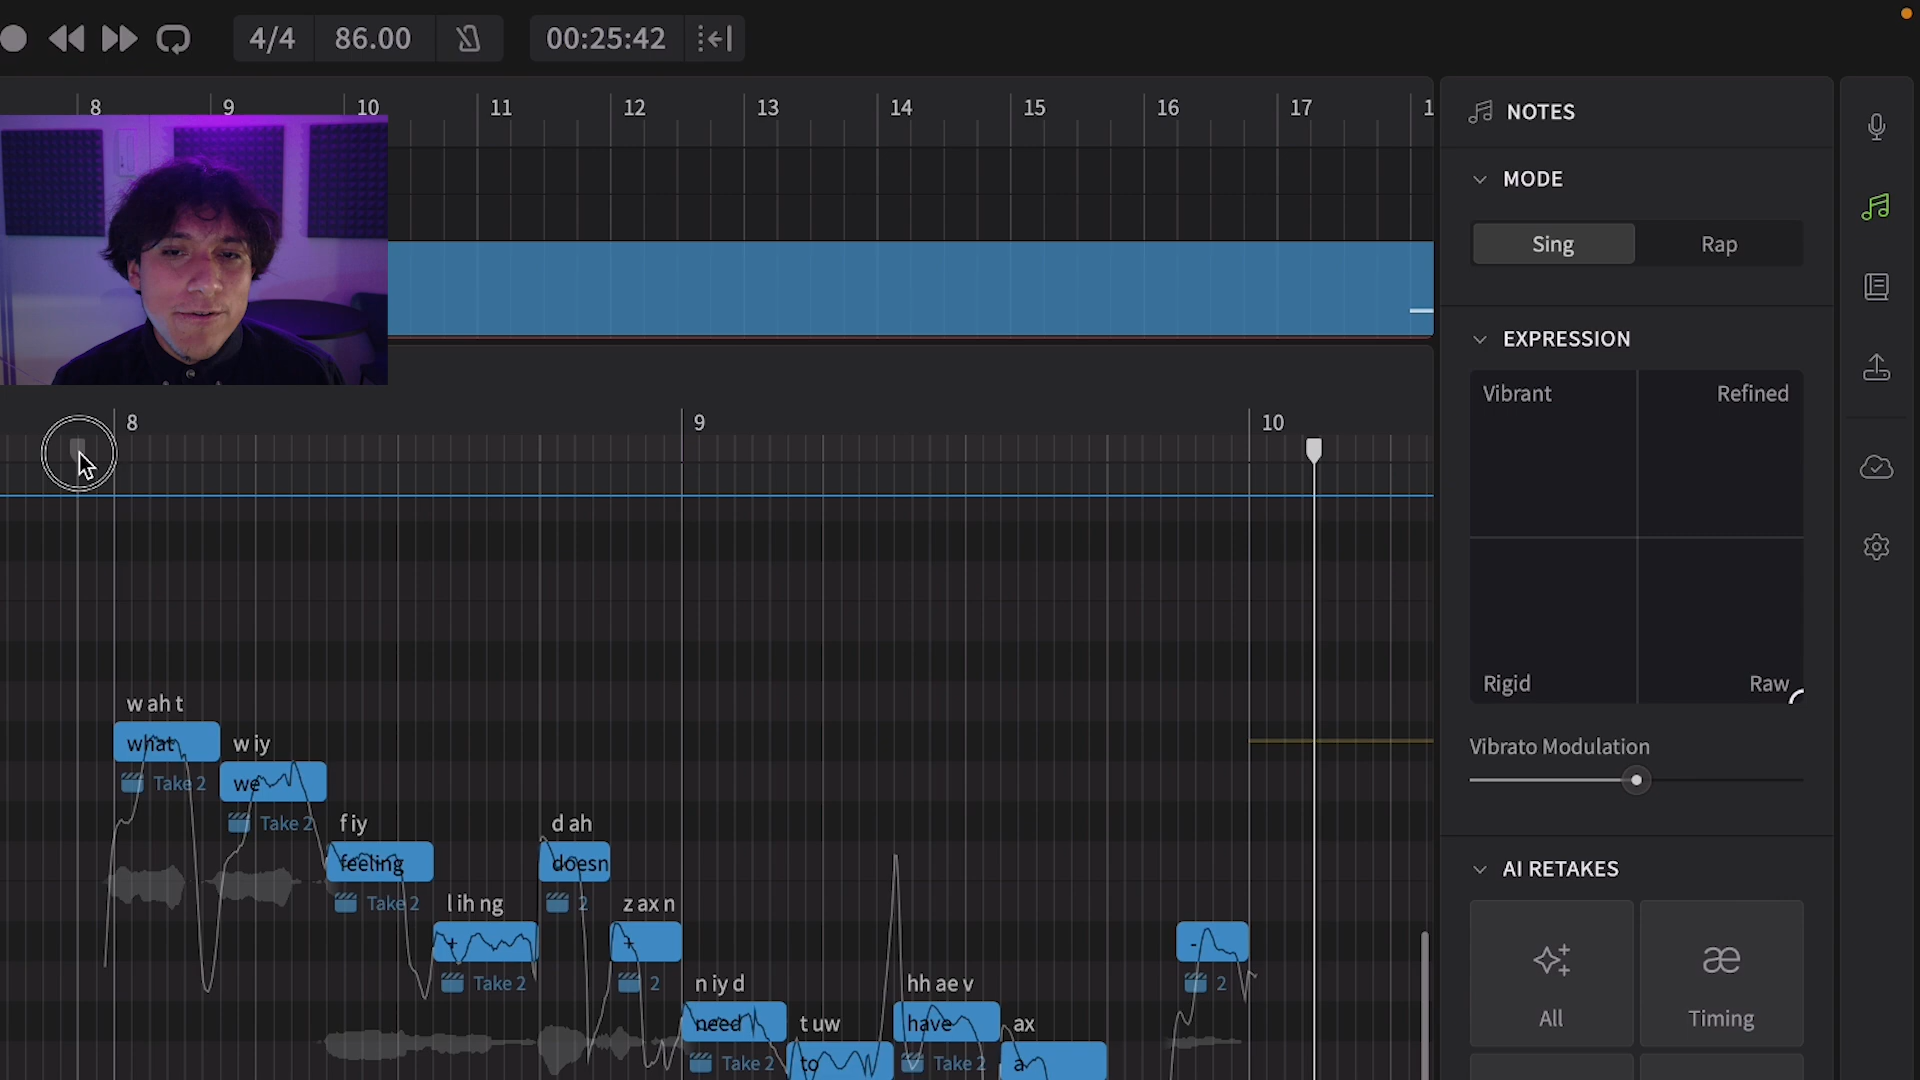 4/4 86.00 00:25:42
8 9 10 11 12 13 14 15 16 17 1
NOTES
MODE
Sing Rap
EXPRESSION
Vibrant Refined
Rigid Raw
Vibrato Modulation
AI RETAKES
All Timing
8 9 10
w ah t
what w iy
Take 2 we
Take 2 f iy d ah
feeling doesn
Take 2 l ih ng 2 z ax n
+ + -
Take 2 2 2
n iy d hh ae v
need t uw have ax
Take 2 to Take 2 a
æ